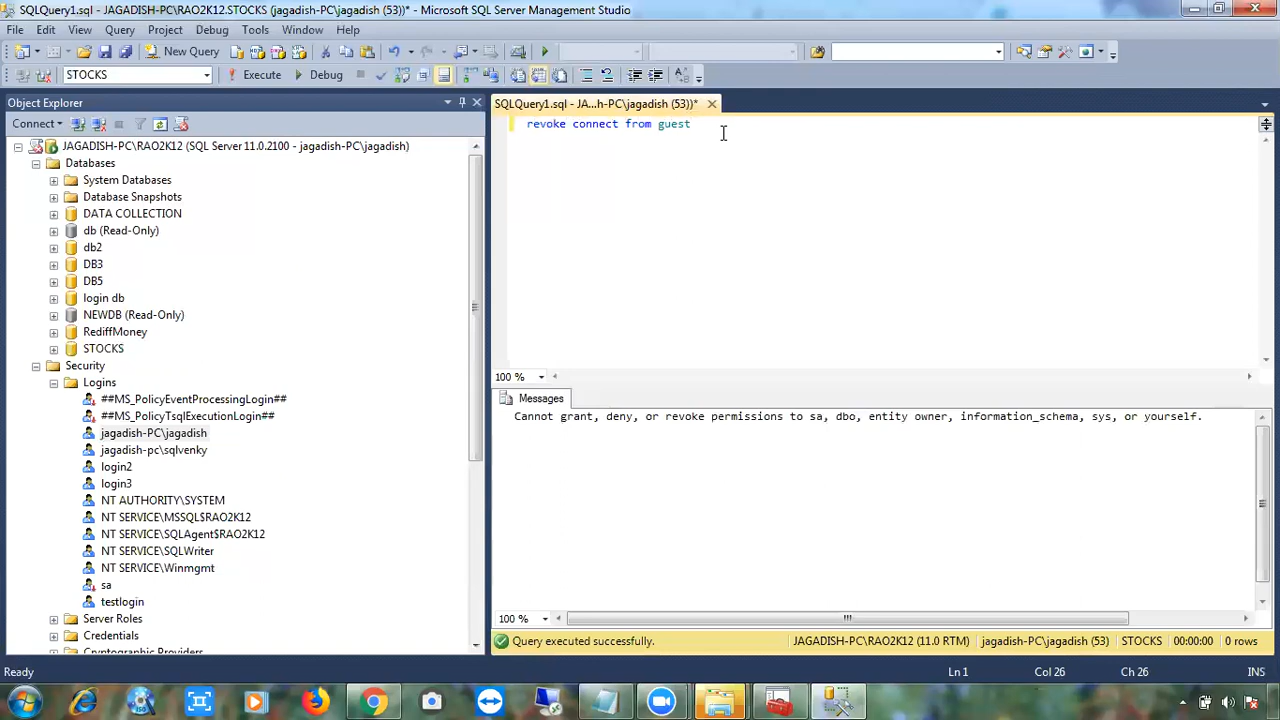 SQLQuery1.sql - JAGADISH-PC\RAO2K12.STOCKS (jagadish (53))* - Microsoft SQL Server Management Studio
File Edit View Query Project Debug Tools Window Help
New Query
STOCKS Execute Debug
Object Explorer
SQLQuery1.sql - JA...h-PC\jagadish (53))*
Connect
revoke connect from guest
JAGADISH-PC\RAO2K12 (SQL Server 11.0.2100 - jagadish-PC\jagadish)
Databases
System Databases
Database Snapshots
DATA COLLECTION
db (Read-Only)
db2
DB3
DB5
login db
NEWDB (Read-Only)
RediffMoney
STOCKS
Security
Logins
##MS_PolicyEventProcessingLogin##
##MS_PolicyTsqlExecutionLogin##
jagadish-PC\jagadish
jagadish-pc\sqlvenky
login2
login3
NT AUTHORITY\SYSTEM
NT SERVICE\MSSQL$RAO2K12
NT SERVICE\SQLAgent$RAO2K12
NT SERVICE\SQLWriter
NT SERVICE\Winmgmt
sa
testlogin
Server Roles
Credentials
Cryptographic Providers
100 %
Messages
Cannot grant, deny, or revoke permissions to sa, dbo, entity owner, information_schema, sys, or yourself.
100 %
Query executed successfully. JAGADISH-PC\RAO2K12 (11.0 RTM) jagadish-PC\jagadish (53) STOCKS 00:00:00 0 rows
Ready Ln 1 Col 26 Ch 26 INS